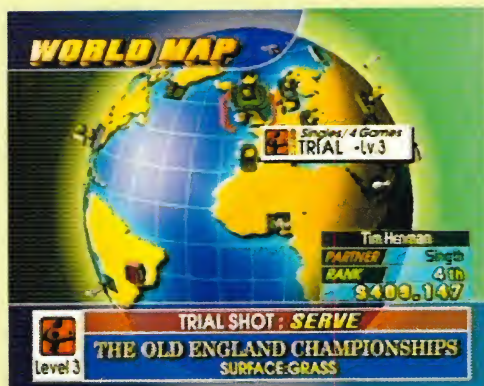 WORLD MAP
Singles/4 Games
TRIAL -Lv.3
Tim Henman
PARTNER Single
RANK 4th
$409,147
TRIAL SHOT : SERVE
Level 3
THE OLD ENGLAND CHAMPIONSHIPS
SURFACE:GRASS